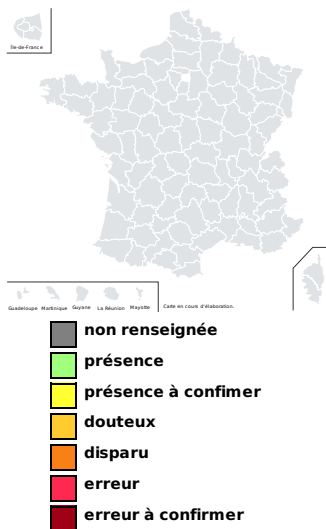 Île-de-France
Guadeloupe Martinique Guyane La Réunion Mayotte Carte en cours d'élaboration.
non renseignée
présence
présence à confimer
douteux
disparu
erreur
erreur à confirmer